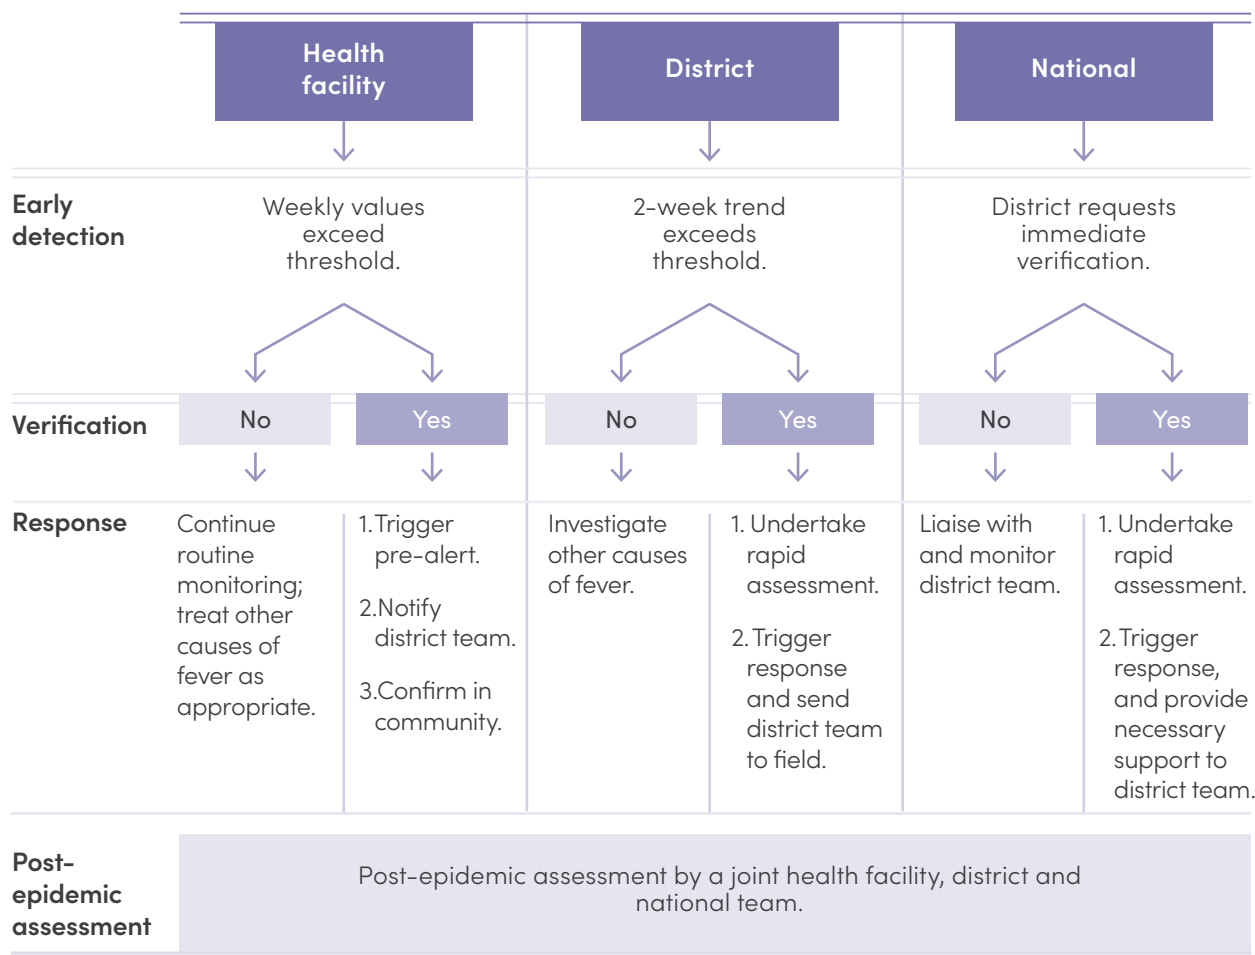 Health
facility
District
National
Early
detection
Weekly values
exceed
threshold.
2-week trend
exceeds
threshold.
District requests
immediate
verification.
Verification
No
Yes
No
Yes
No
Yes
Response
Continue
routine
monitoring;
treat other
causes of
fever as
appropriate.
1.Trigger
pre-alert.
2.Notify
district team.
3.Confirm in
community.
Investigate
other causes
of fever.
1. Undertake
rapid
assessment.
2. Trigger
response
and send
district team
to field.
Liaise with
and monitor
district team.
1. Undertake
rapid
assessment.
2. Trigger
response,
and provide
necessary
support to
district team.
Post-
epidemic
assessment
Post-epidemic assessment by a joint health facility, district and
national team.